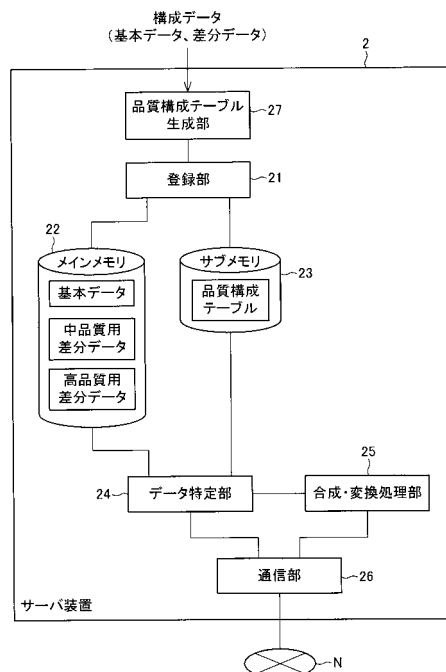 構成データ
(基本データ、差分データ)
2
品質構成テーブル
生成部
27
登録部
21
22
メインメモリ
基本データ
中品質用
差分データ
高品質用
差分データ
サブメモリ
23
品質構成
テーブル
24
データ特定部
25
合成・変換処理部
通信部
26
サーバ装置
N